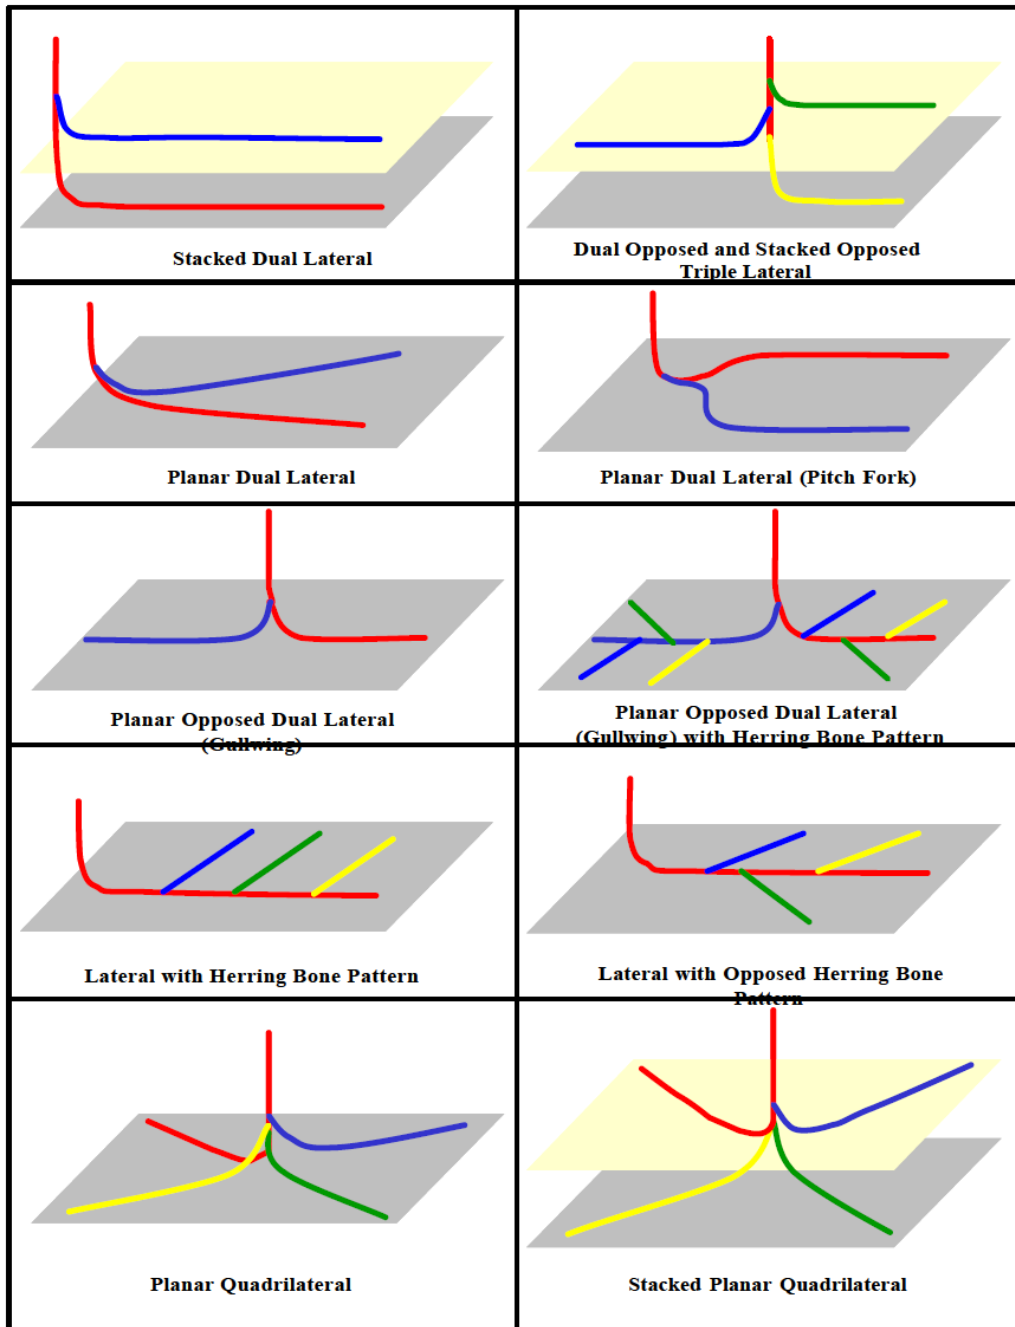 Stacked Dual Lateral
Dual Opposed and Stacked Opposed
Triple Lateral
Planar Dual Lateral
Planar Dual Lateral (Pitch Fork)
Planar Opposed Dual Lateral
(Gullwing)
Planar Opposed Dual Lateral
(Gullwing) with Herring Bone Pattern
Lateral with Herring Bone Pattern
Lateral with Opposed Herring Bone
Pattern
Planar Quadrilateral
Stacked Planar Quadrilateral